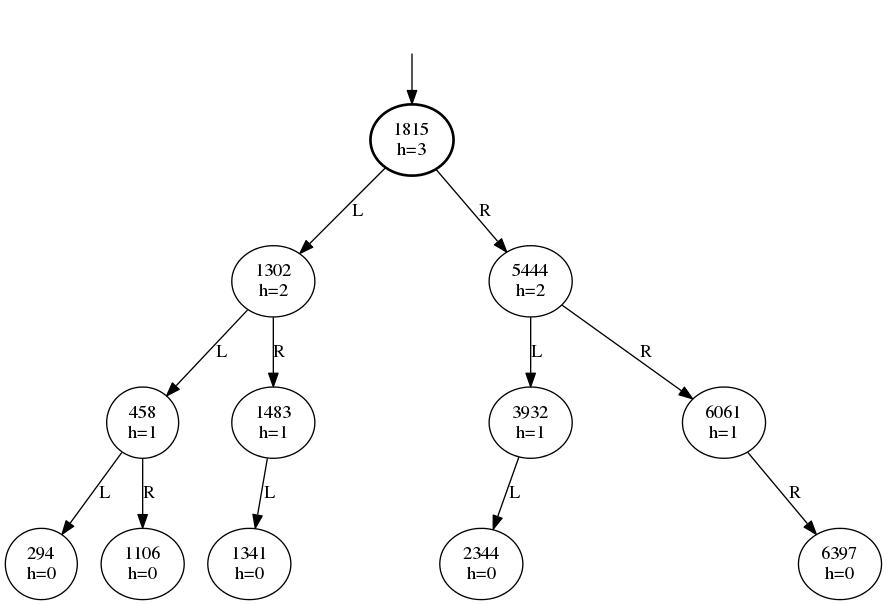 1815
h=3
L
R
1302
h=2
5444
h=2
L
R
L
R
458
h=1
1483
h=1
3932
h=1
6061
h=1
L
R
L
L
R
294
h=0
1106
h=0
1341
h=0
2344
h=0
6397
h=0